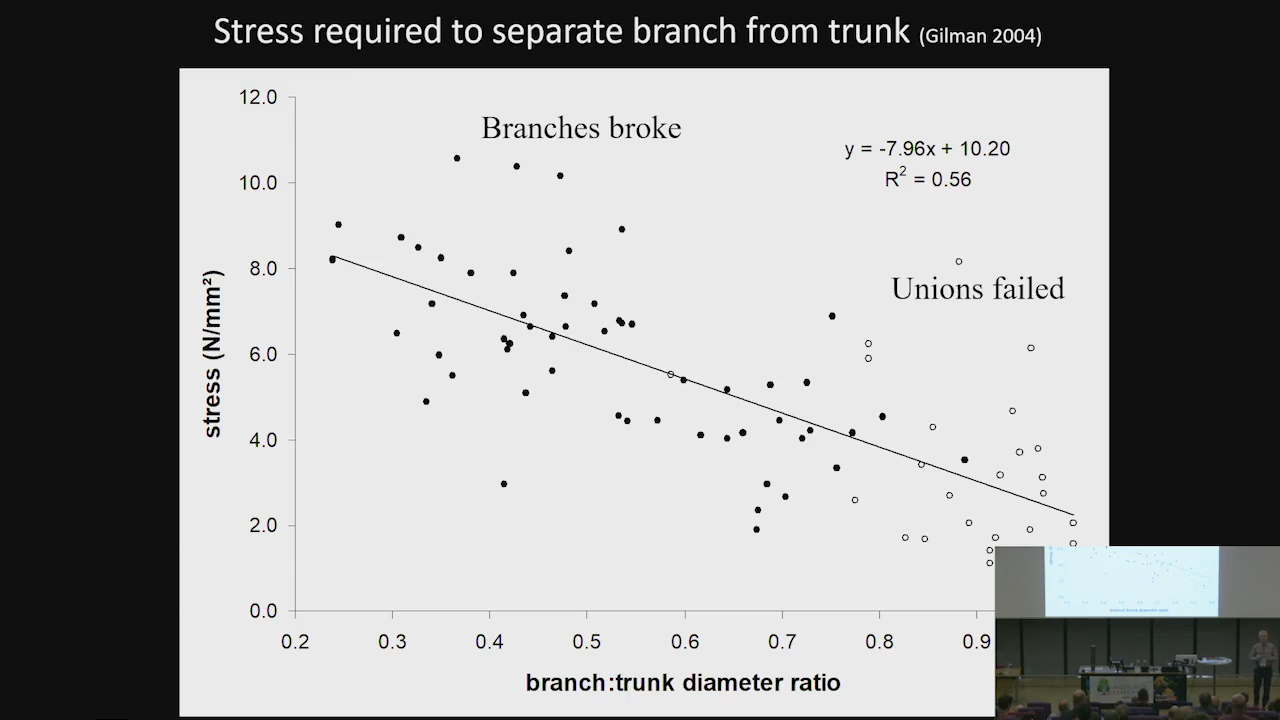 Stress required to separate branch from trunk (Gilman 2004)
12.0
Branches broke
y = -7.96x + 10.20
R² = 0.56
10.0
8.0
Unions failed
stress (N/mm²)
6.0
4.0
2.0
0.0
0.2 0.3 0.4 0.5 0.6 0.7 0.8 0.9
branch:trunk diameter ratio